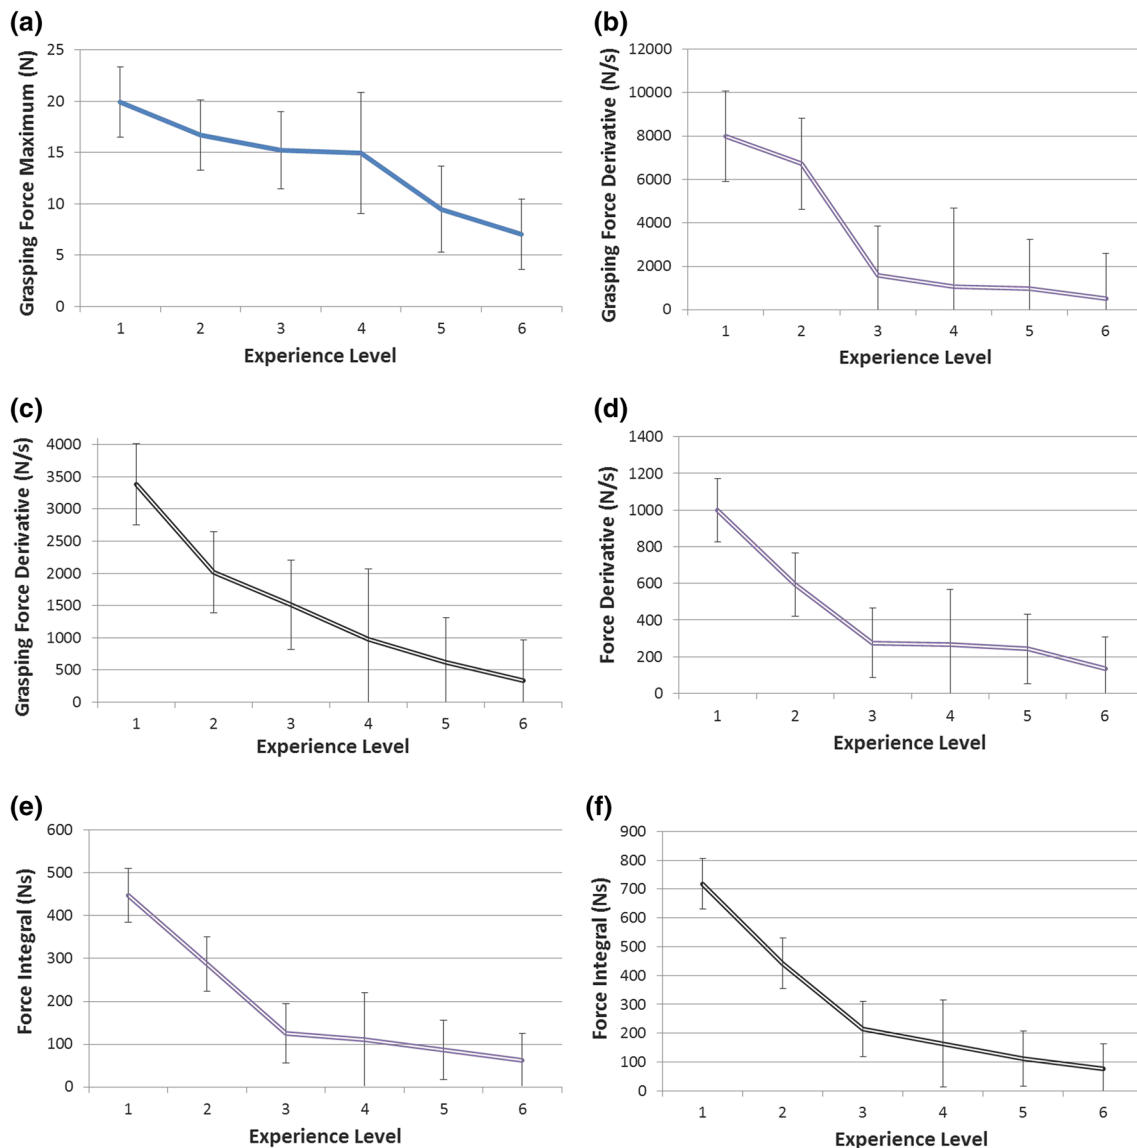 (a)
Grasping Force Maximum (N)
25
20
15
10
5
0
1 2 3 4 5 6
Experience Level
(b)
Grasping Force Derivative (N/s)
12000
10000
8000
6000
4000
2000
0
1 2 3 4 5 6
Experience Level
(c)
Grasping Force Derivative (N/s)
4000
3500
3000
2500
2000
1500
1000
500
0
1 2 3 4 5 6
Experience Level
(d)
Force Derivative (N/s)
1400
1200
1000
800
600
400
200
0
1 2 3 4 5 6
Experience Level
(e)
Force Integral (Ns)
600
500
400
300
200
100
0
1 2 3 4 5 6
Experience Level
(f)
Force Integral (Ns)
900
800
700
600
500
400
300
200
100
0
1 2 3 4 5 6
Experience Level